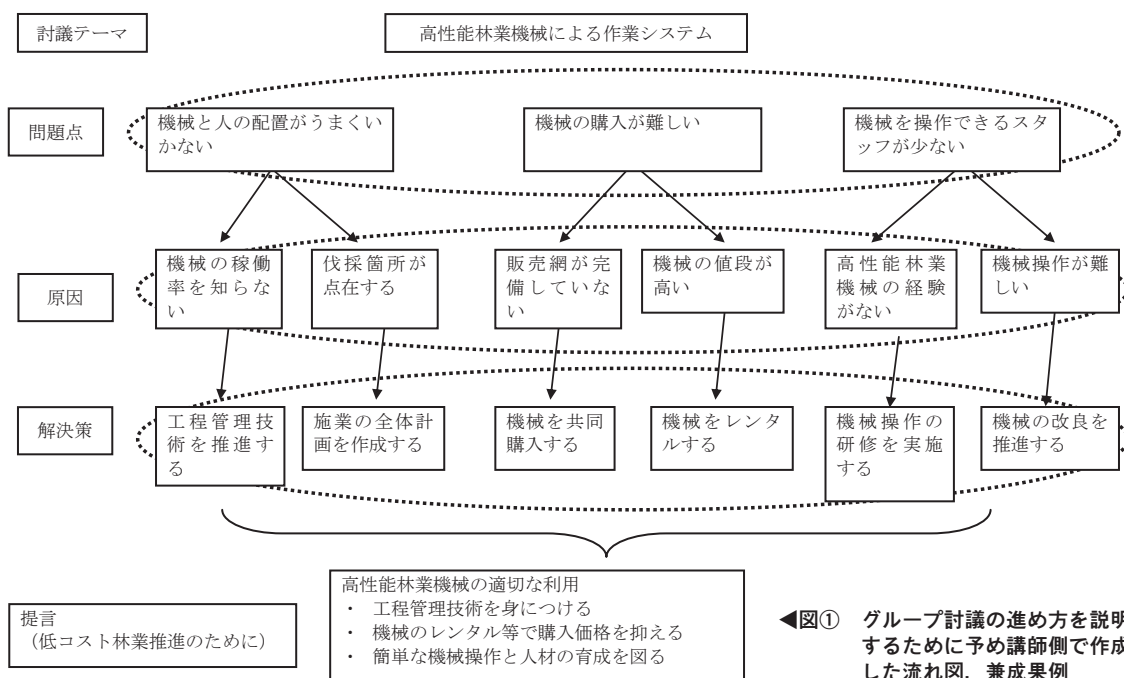 討議テーマ
高性能林業機械による作業システム
問題点
機械と人の配置がうまくい
かない
機械の購入が難しい
機械を操作できるスタ
ッフが少ない
原因
機械の稼働
率を知らな
い
伐採箇所が
点在する
販売網が完
備していな
い
機械の値段が
高い
高性能林業
機械の経験
がない
機械操作が難
しい
解決策
工程管理技
術を推進す
る
施業の全体計
画を作成する
機械を共同
購入する
機械をレンタ
ルする
機械操作の
研修を実施
する
機械の改良を
推進する
提言
（低コスト林業推進のために）
高性能林業機械の適切な利用
・ 工程管理技術を身につける
・ 機械のレンタル等で購入価格を抑える
・ 簡単な機械操作と人材の育成を図る
◀図① グループ討議の進め方を説明
するために予め講師側で作成
した流れ図，兼成果例